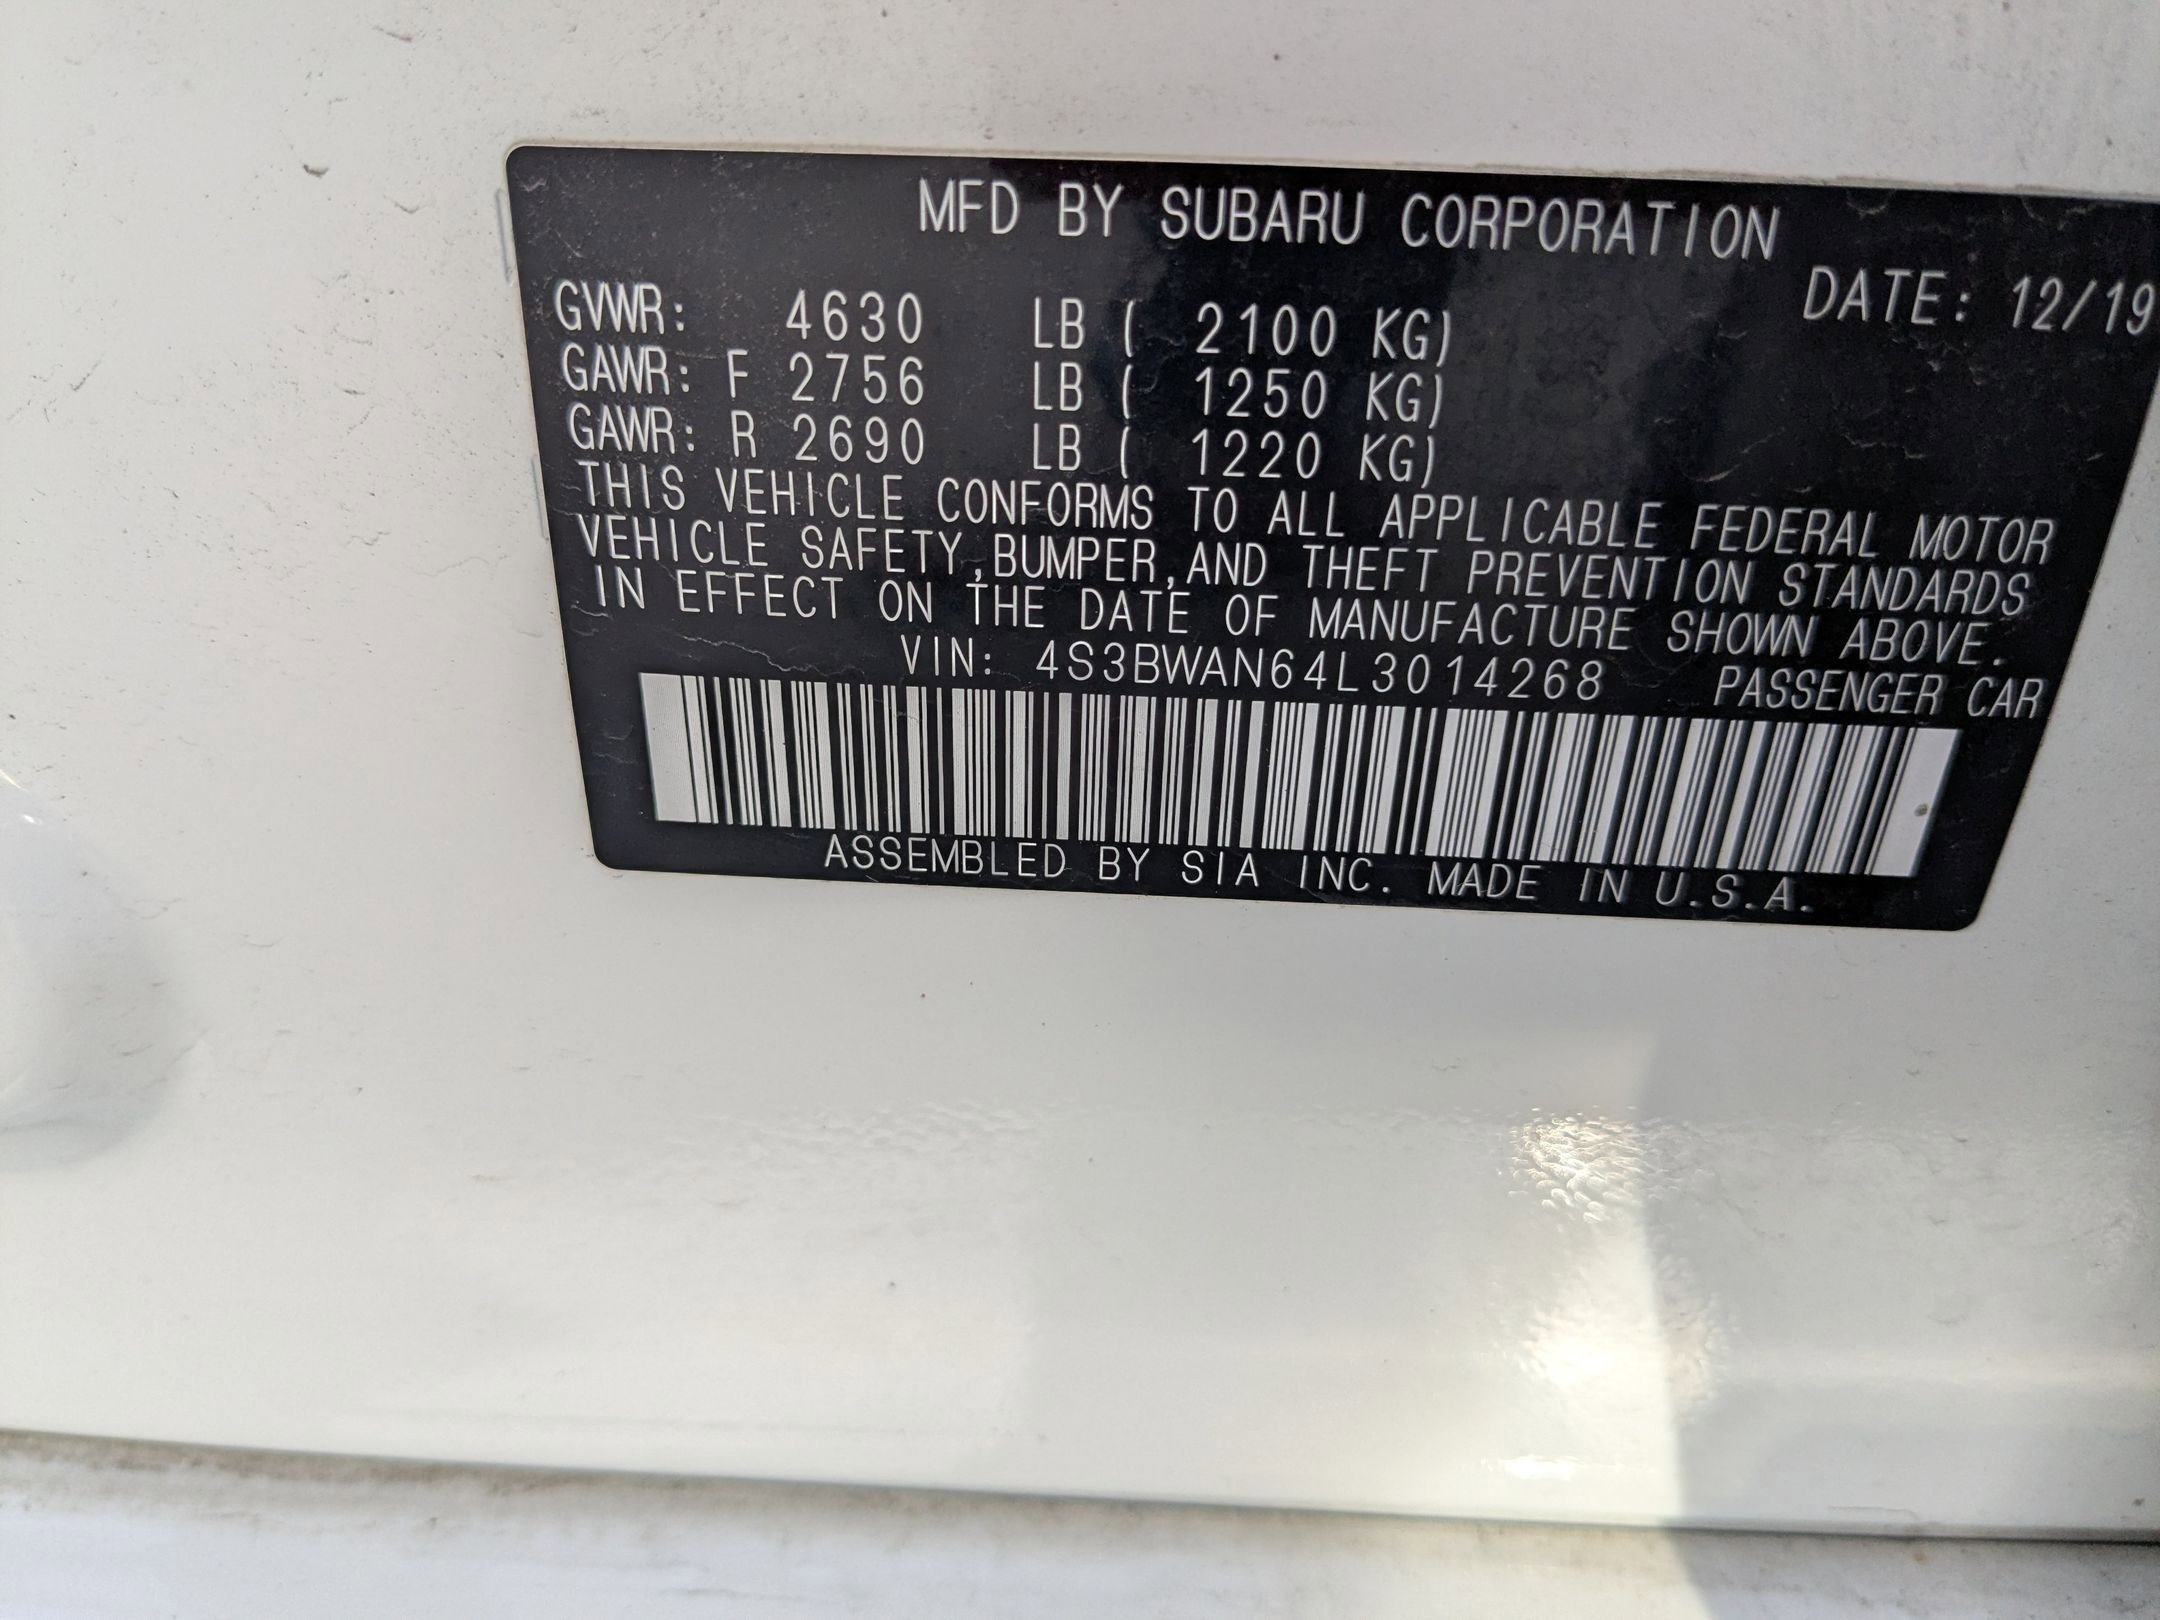 MFD BY SUBARU CORPORATION
DATE: 12/19
GVWR: 4630 LB ( 2100 KG)
GAWR: F 2756 LB ( 1250 KG)
GAWR: R 2690 LB ( 1220 KG)
THIS VEHICLE CONFORMS TO ALL APPLICABLE FEDERAL MOTOR
VEHICLE SAFETY,BUMPER,AND THEFT PREVENTION STANDARDS
IN EFFECT ON THE DATE OF MANUFACTURE SHOWN ABOVE.
VIN: 4S3BWAN64L3014268 PASSENGER CAR
ASSEMBLED BY SIA INC. MADE IN U.S.A.